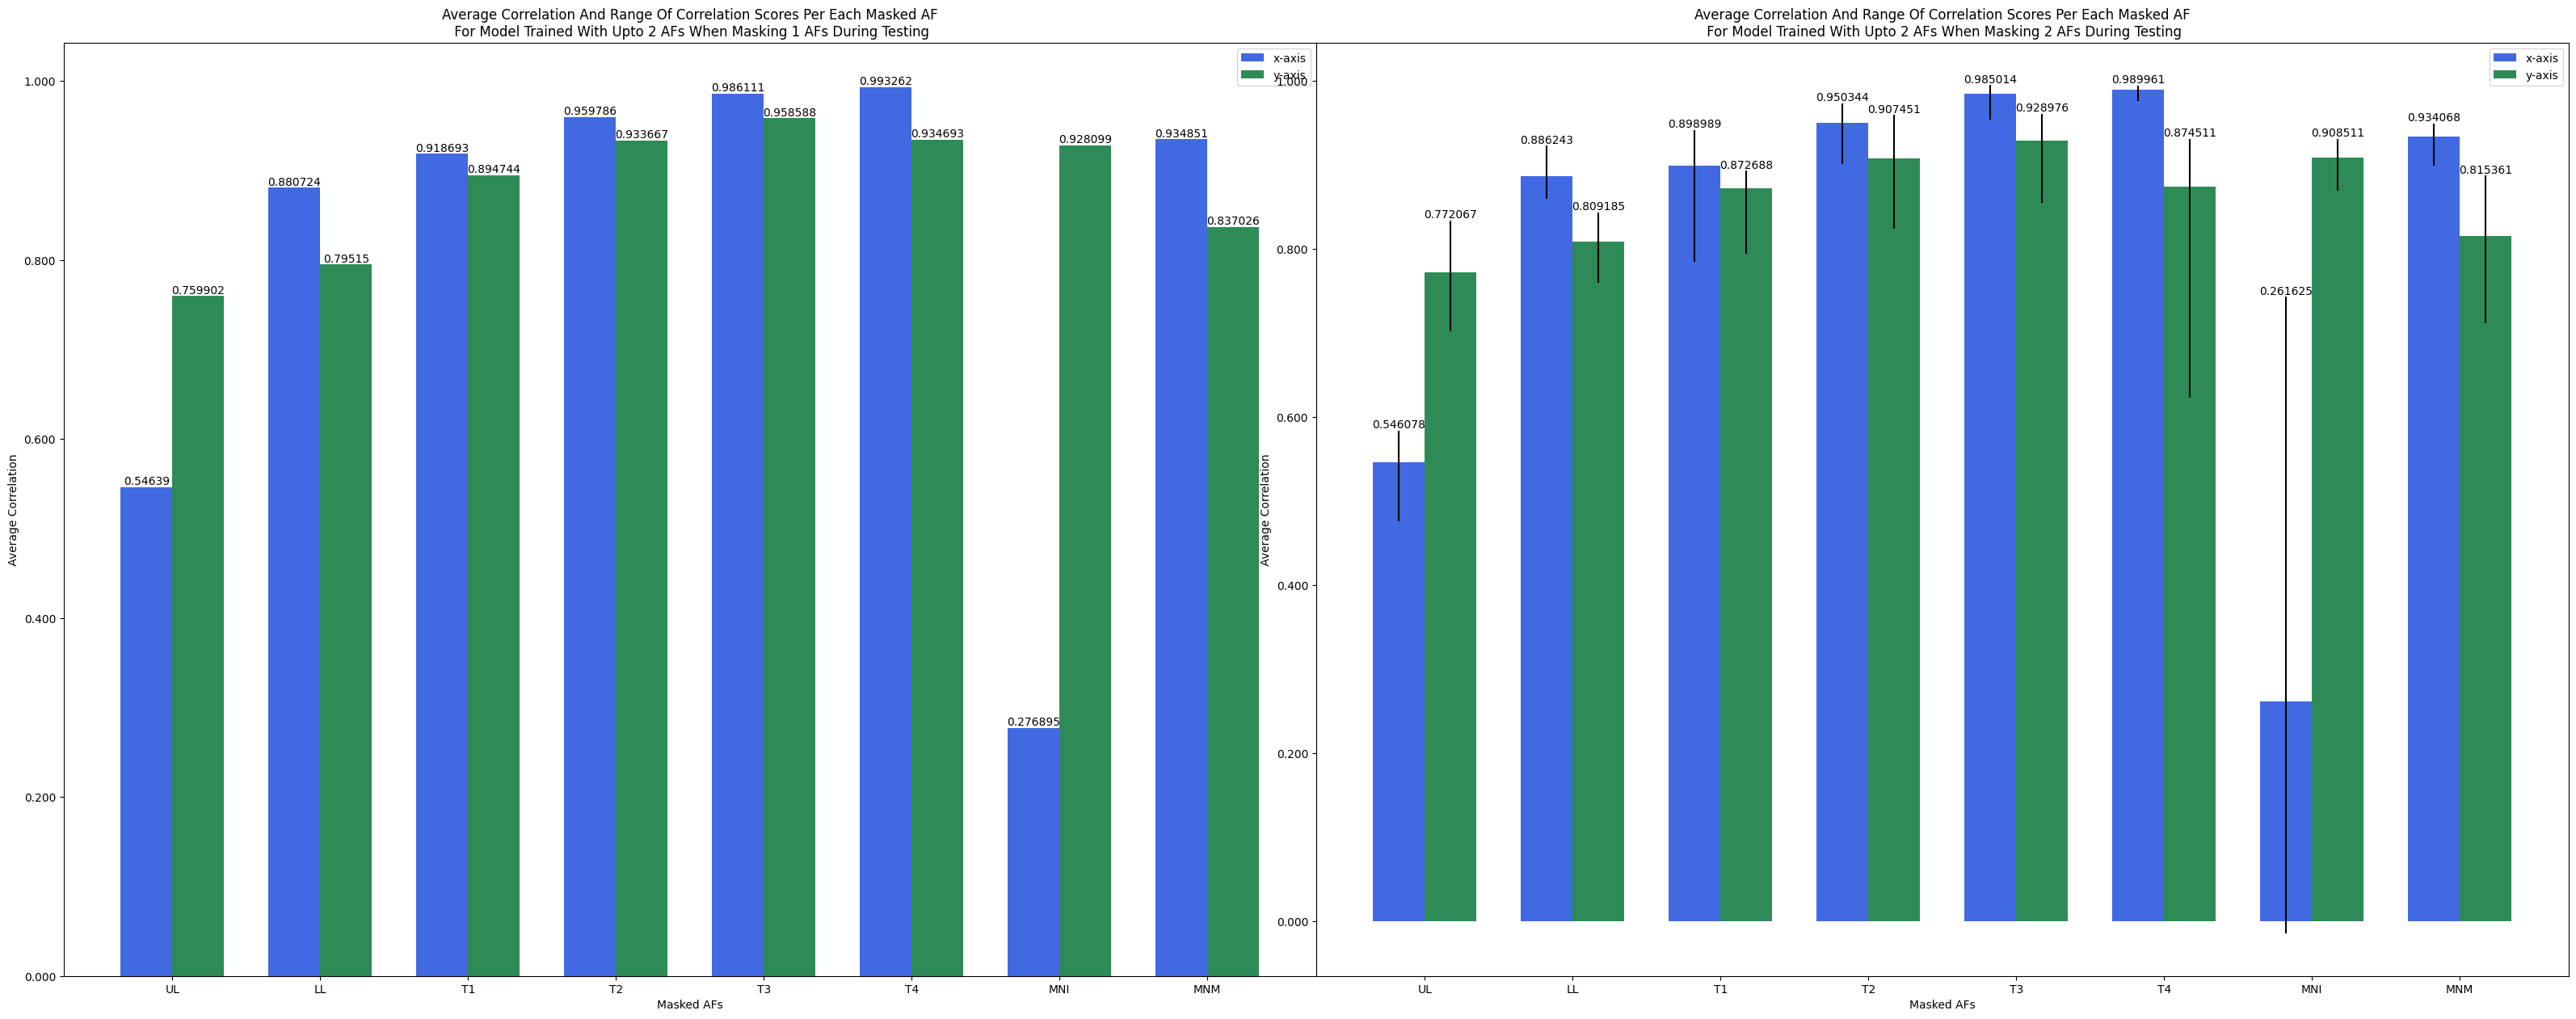 Average Correlation And Range Of Correlation Scores Per Each Masked AF
For Model Trained With Upto 2 AFs When Masking 1 AFs During Testing
x-axis
y-axis
1.000
0.800
0.600
0.400
0.200
0.000
Average Correlation
0.54639
0.759902
0.880724
0.79515
0.918693
0.894744
0.959786
0.933667
0.986111
0.958588
0.993262
0.934693
0.276895
0.928099
0.934851
0.837026
UL
LL
T1
T2
T3
T4
MNI
MNM
Masked AFs
Average Correlation And Range Of Correlation Scores Per Each Masked AF
For Model Trained With Upto 2 AFs When Masking 2 AFs During Testing
x-axis
y-axis
1.000
0.800
0.600
0.400
0.200
0.000
Average Correlation
0.546078
0.772067
0.886243
0.809185
0.898989
0.872688
0.950344
0.907451
0.985014
0.928976
0.989961
0.874511
0.261625
0.908511
0.934068
0.815361
UL
LL
T1
T2
T3
T4
MNI
MNM
Masked AFs